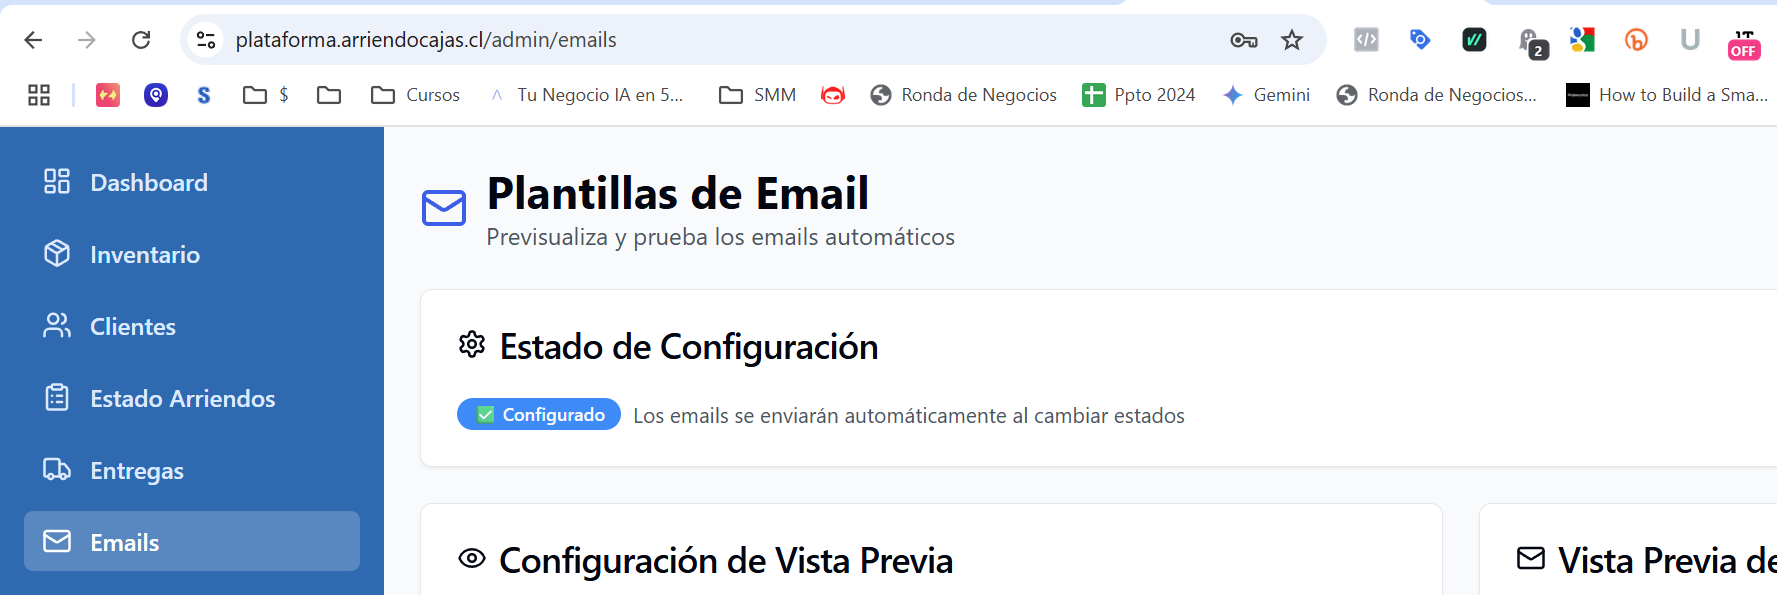 plataforma.arriendocajas.cl/admin/emails
2
OFF
$
Cursos
Tu Negocio IA en 5...
SMM
Ronda de Negocios
Ppto 2024
Gemini
Ronda de Negocios...
How to Build a Sma...
Dashboard
Inventario
Clientes
Estado Arriendos
Entregas
Emails
Plantillas de Email
Previsualiza y prueba los emails automáticos
Estado de Configuración
✅ Configurado Los emails se enviarán automáticamente al cambiar estados
Configuración de Vista Previa
Vista Previa de